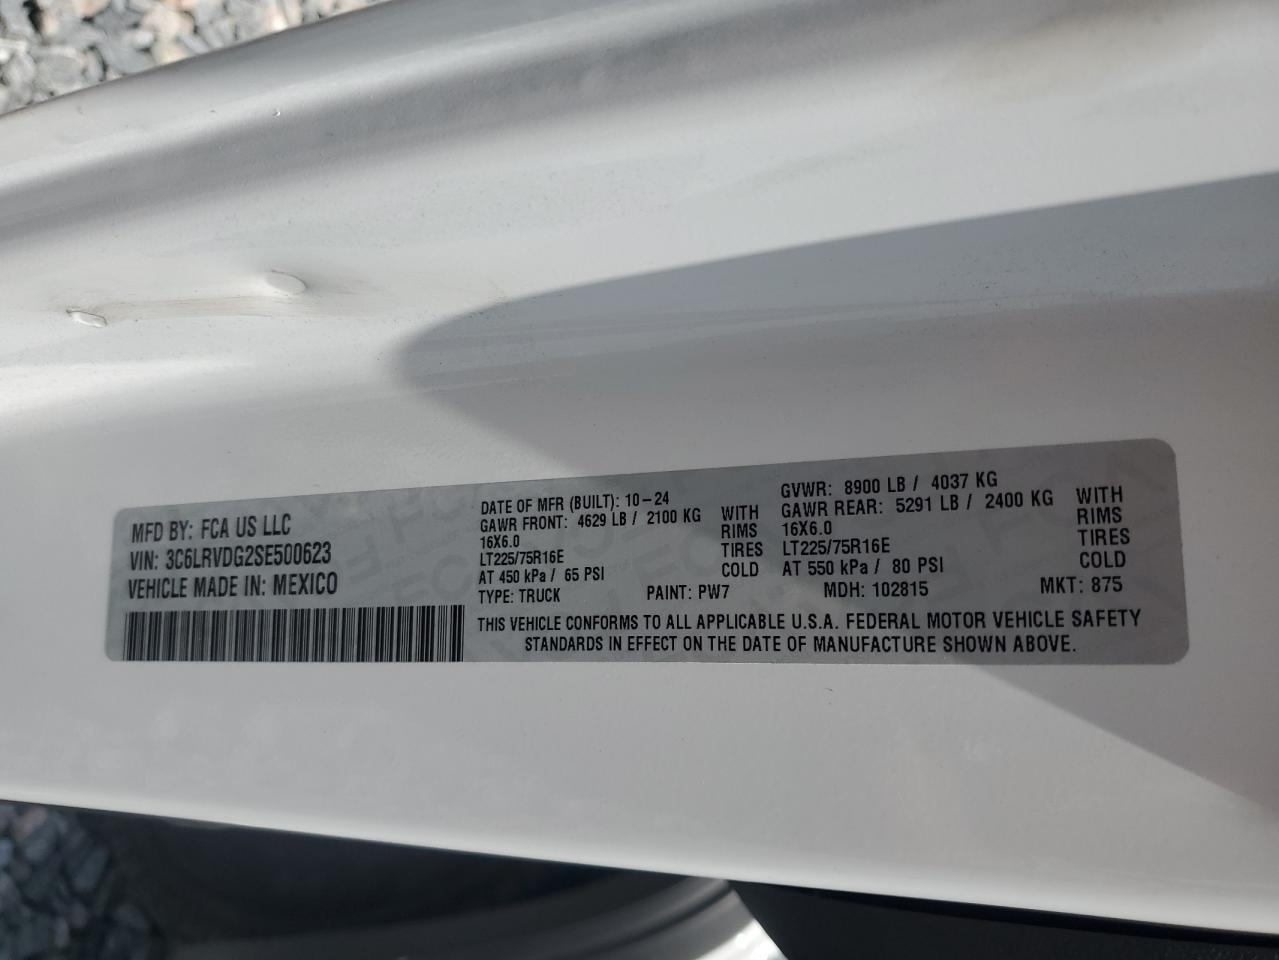 MFD BY: FCA US LLC
VIN: 3C6LRVDG2SE500623
VEHICLE MADE IN: MEXICO
DATE OF MFR (BUILT): 10-24
GAWR FRONT: 4629 LB / 2100 KG WITH
16X6.0 RIMS
LT225/75R16E TIRES
AT 450 kPa / 65 PSI COLD
GVWR: 8900 LB / 4037 KG
GAWR REAR: 5291 LB / 2400 KG WITH
16X6.0 RIMS
LT225/75R16E TIRES
AT 550 kPa / 80 PSI COLD
TYPE: TRUCK PAINT: PW7 MDH: 102815 MKT: 875
THIS VEHICLE CONFORMS TO ALL APPLICABLE U.S.A. FEDERAL MOTOR VEHICLE SAFETY
STANDARDS IN EFFECT ON THE DATE OF MANUFACTURE SHOWN ABOVE.